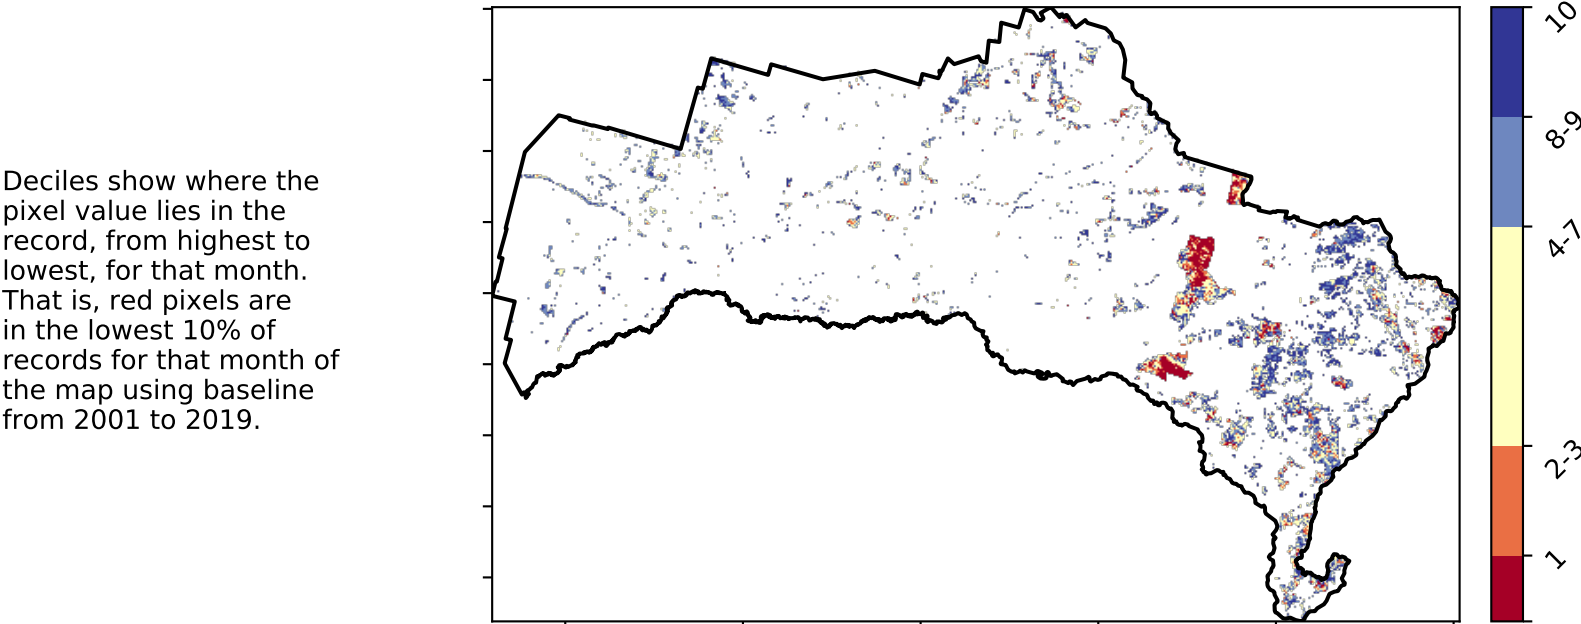 Deciles show where the
pixel value lies in the
record, from highest to
lowest, for that month.
That is, red pixels are
in the lowest 10% of
records for that month of
the map using baseline
from 2001 to 2019.
10
8-9
4-7
2-3
1